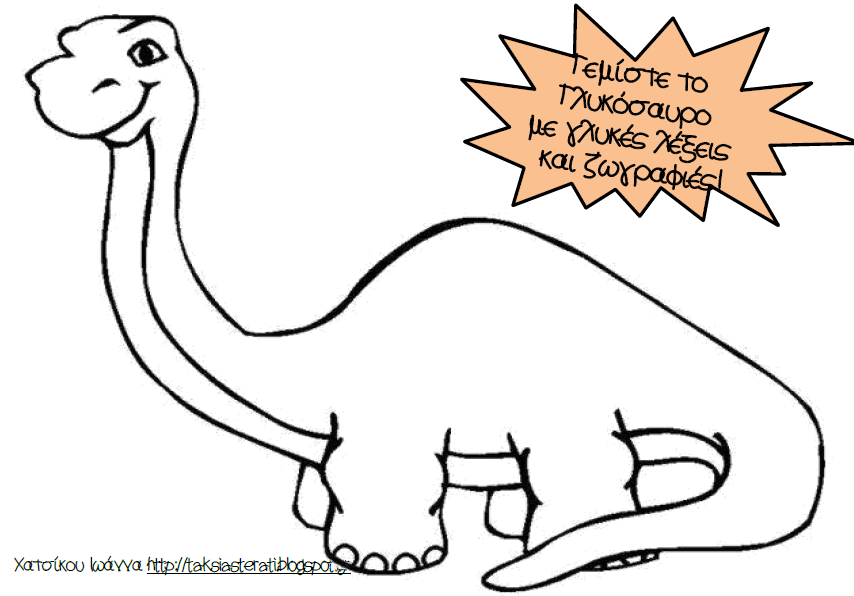 Γεμίστε το
Γλυκόσαυρο
με γλυκές λέξεις
και ζωγραφιές!
Χατσίκου Ιωάννα http://taksiasterati.blogspot.gr